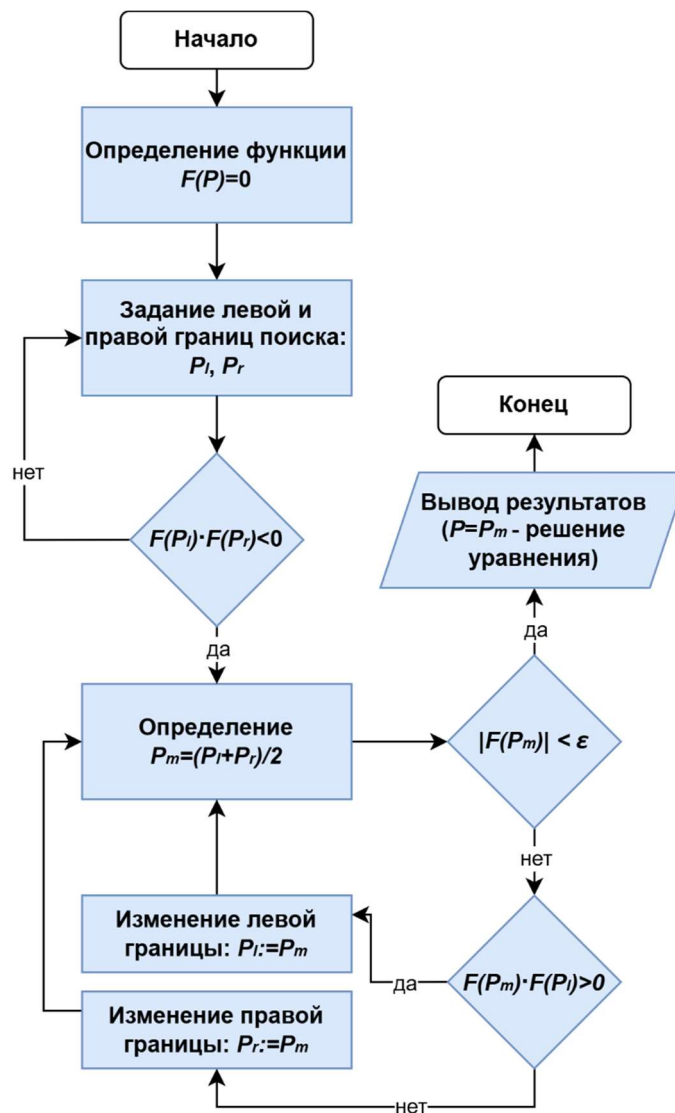 Начало
Определение функции
F(P)=0
Задание левой и
правой границ поиска:
Pₗ, Pᵣ
нет
F(Pₗ)·F(Pᵣ)<0
да
Определение
Pₘ=(Pₗ+Pᵣ)/2
|F(Pₘ)| < ε
да
Вывод результатов
(P=Pₘ - решение
уравнения)
Конец
нет
F(Pₘ)·F(Pₗ)>0
да
Изменение левой
границы: Pₗ:=Pₘ
нет
Изменение правой
границы: Pᵣ:=Pₘ